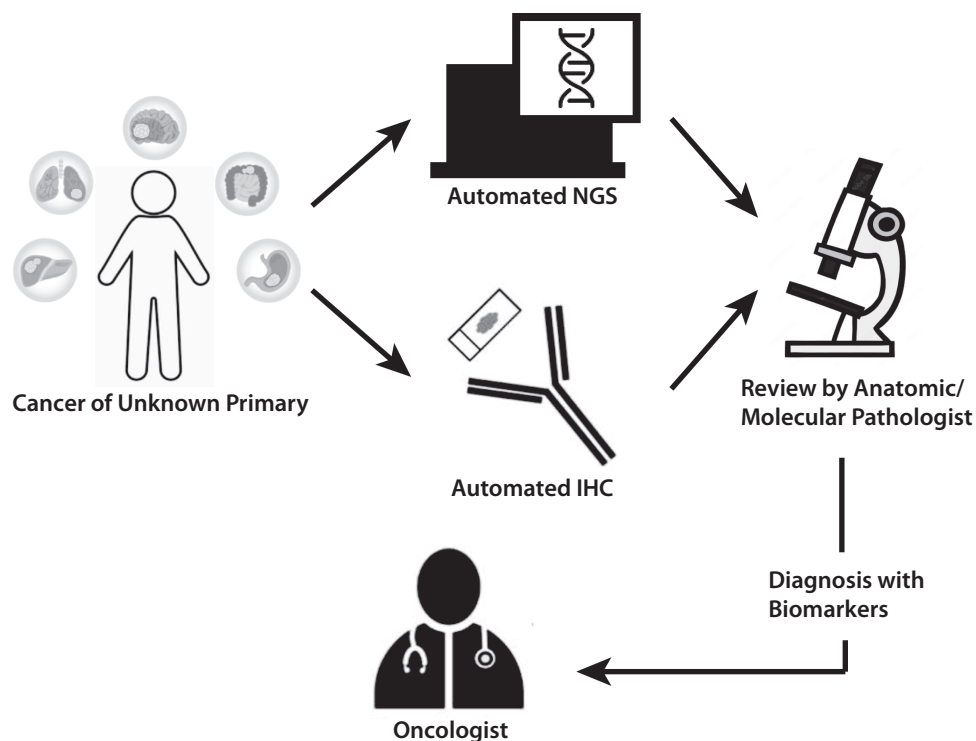 Automated NGS
Cancer of Unknown Primary
Automated IHC
Review by Anatomic/
Molecular Pathologist
Diagnosis with
Biomarkers
Oncologist